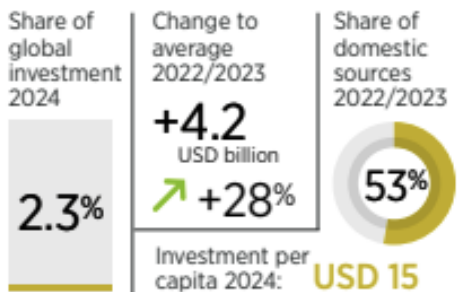 Share of
global
investment
2024
2.3%
Change to
average
2022/2023
+4.2
USD billion
+28%
Share of
domestic
sources
2022/2023
53%
Investment per
capita 2024:
USD 15